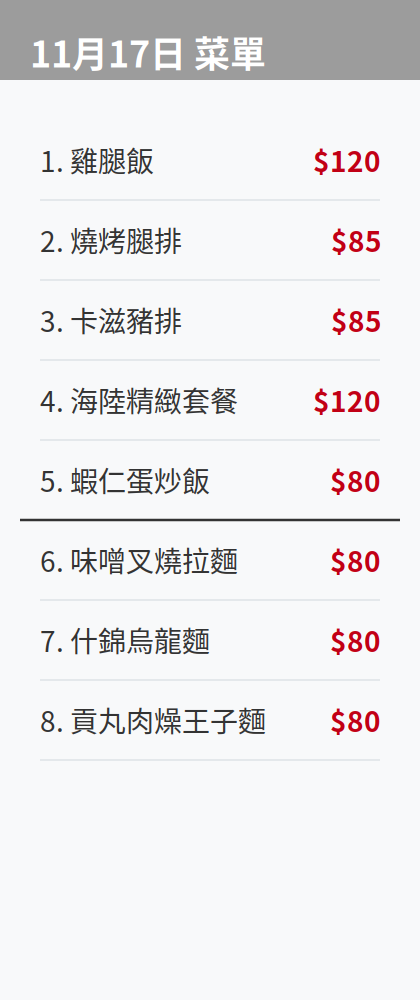 11月17日 菜單
1. 雞腿飯 $120
2. 燒烤腿排 $85
3. 卡滋豬排 $85
4. 海陸精緻套餐 $120
5. 蝦仁蛋炒飯 $80
6. 味噌叉燒拉麵 $80
7. 什錦烏龍麵 $80
8. 貢丸肉燥王子麵 $80